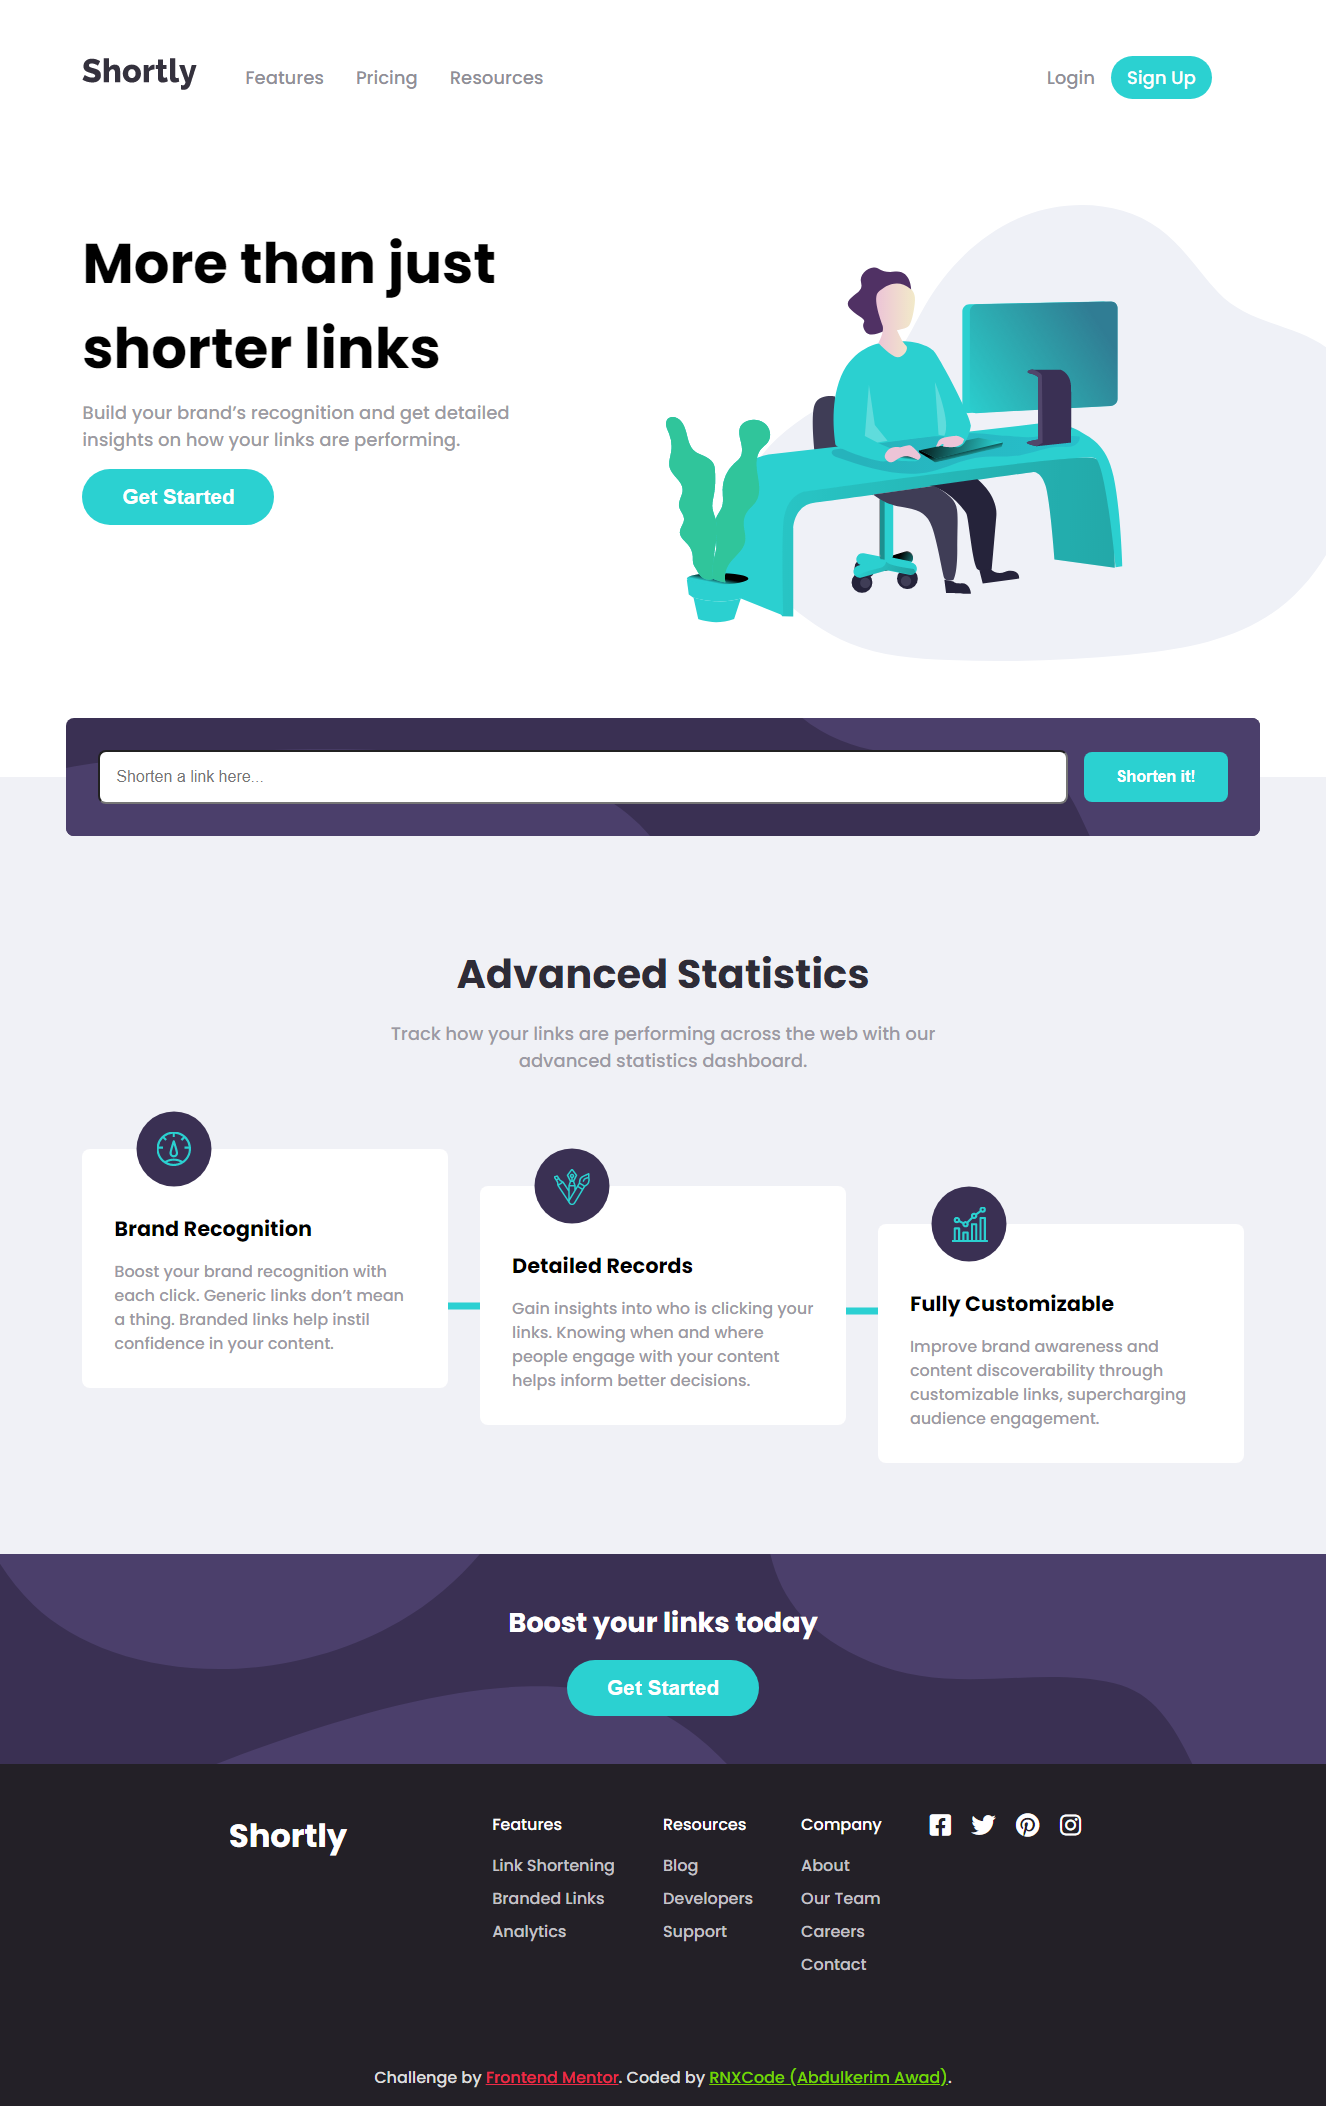 Shortly
Features
Pricing
Resources
Login
Sign Up
More than just
shorter links
Build your brand’s recognition and get detailed
insights on how your links are performing.
Get Started
Shorten a link here...
Shorten it!
Advanced Statistics
Track how your links are performing across the web with our
advanced statistics dashboard.
Brand Recognition
Boost your brand recognition with
each click. Generic links don’t mean
a thing. Branded links help instil
confidence in your content.
Detailed Records
Gain insights into who is clicking your
links. Knowing when and where
people engage with your content
helps inform better decisions.
Fully Customizable
Improve brand awareness and
content discoverability through
customizable links, supercharging
audience engagement.
Boost your links today
Get Started
Shortly
Features
Link Shortening
Branded Links
Analytics
Resources
Blog
Developers
Support
Company
About
Our Team
Careers
Contact
Challenge by Frontend Mentor. Coded by RNXCode (Abdulkerim Awad).